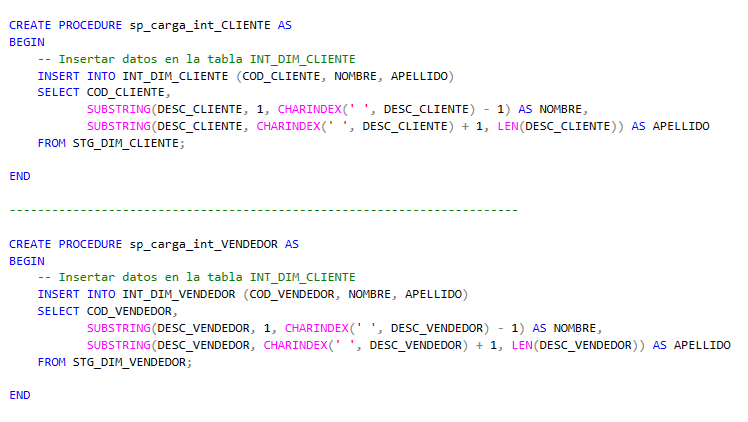 CREATE PROCEDURE sp_carga_int_CLIENTE AS
BEGIN
    -- Insertar datos en la tabla INT_DIM_CLIENTE
    INSERT INTO INT_DIM_CLIENTE (COD_CLIENTE, NOMBRE, APELLIDO)
    SELECT COD_CLIENTE,
           SUBSTRING(DESC_CLIENTE, 1, CHARINDEX(' ', DESC_CLIENTE) - 1) AS NOMBRE,
           SUBSTRING(DESC_CLIENTE, CHARINDEX(' ', DESC_CLIENTE) + 1, LEN(DESC_CLIENTE)) AS APELLIDO
    FROM STG_DIM_CLIENTE;

END

------------------------------------------------------------------------

CREATE PROCEDURE sp_carga_int_VENDEDOR AS
BEGIN
    -- Insertar datos en la tabla INT_DIM_CLIENTE
    INSERT INTO INT_DIM_VENDEDOR (COD_VENDEDOR, NOMBRE, APELLIDO)
    SELECT COD_VENDEDOR,
           SUBSTRING(DESC_VENDEDOR, 1, CHARINDEX(' ', DESC_VENDEDOR) - 1) AS NOMBRE,
           SUBSTRING(DESC_VENDEDOR, CHARINDEX(' ', DESC_VENDEDOR) + 1, LEN(DESC_VENDEDOR)) AS APELLIDO
    FROM STG_DIM_VENDEDOR;

END